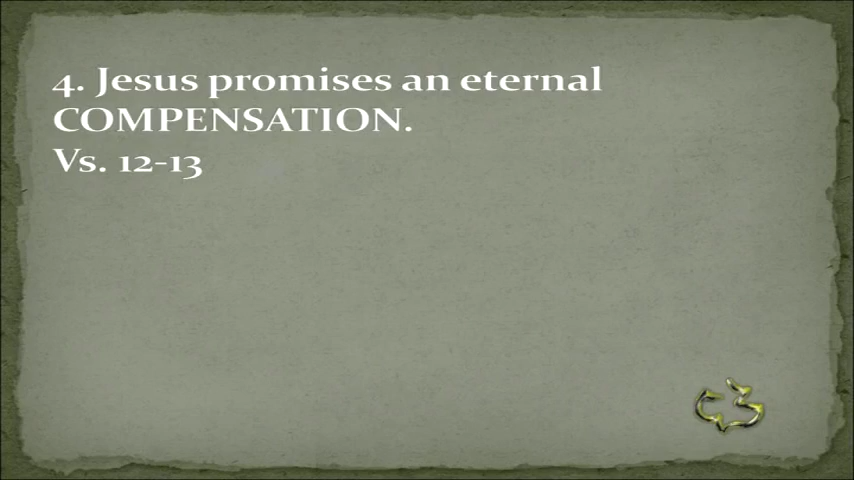 4. Jesus promises an eternal
COMPENSATION.
Vs. 12-13